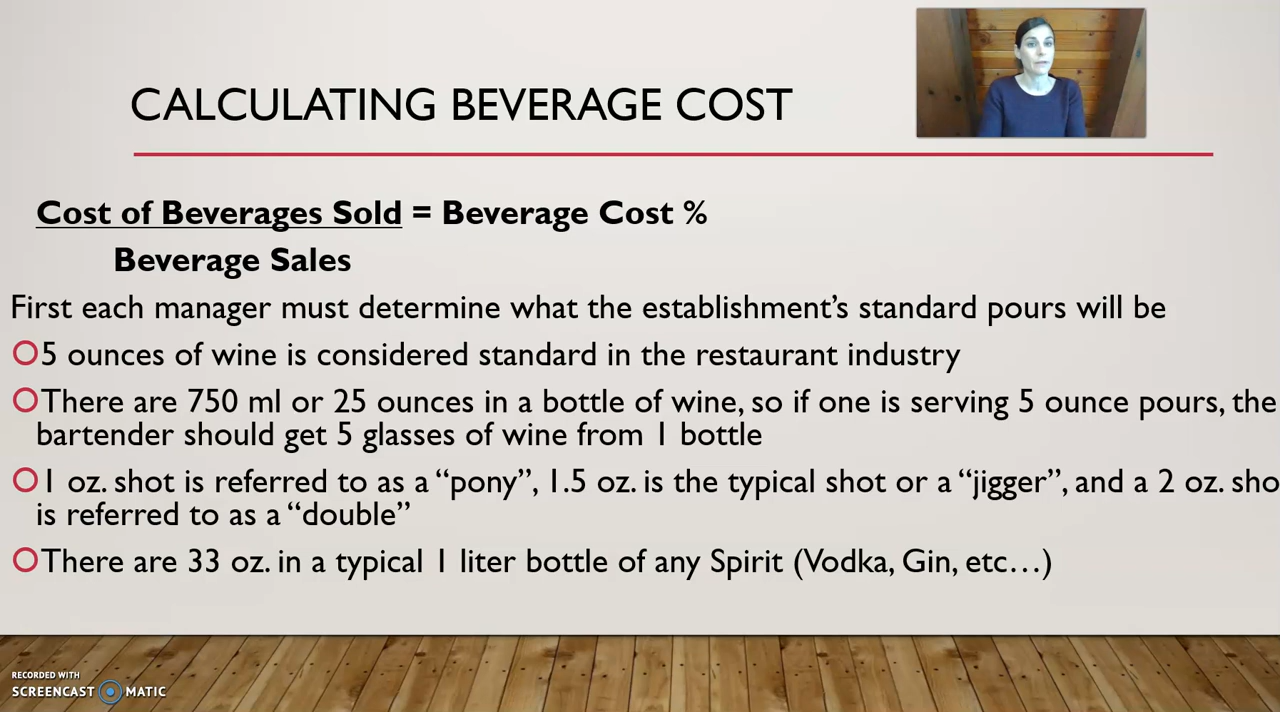 CALCULATING BEVERAGE COST
Cost of Beverages Sold = Beverage Cost %
Beverage Sales
First each manager must determine what the establishment’s standard pours will be
5 ounces of wine is considered standard in the restaurant industry
There are 750 ml or 25 ounces in a bottle of wine, so if one is serving 5 ounce pours, the
bartender should get 5 glasses of wine from 1 bottle
1 oz. shot is referred to as a “pony”, 1.5 oz. is the typical shot or a “jigger”, and a 2 oz. sho
is referred to as a “double”
There are 33 oz. in a typical 1 liter bottle of any Spirit (Vodka, Gin, etc…)
RECORDED WITH
SCREENCAST MATIC